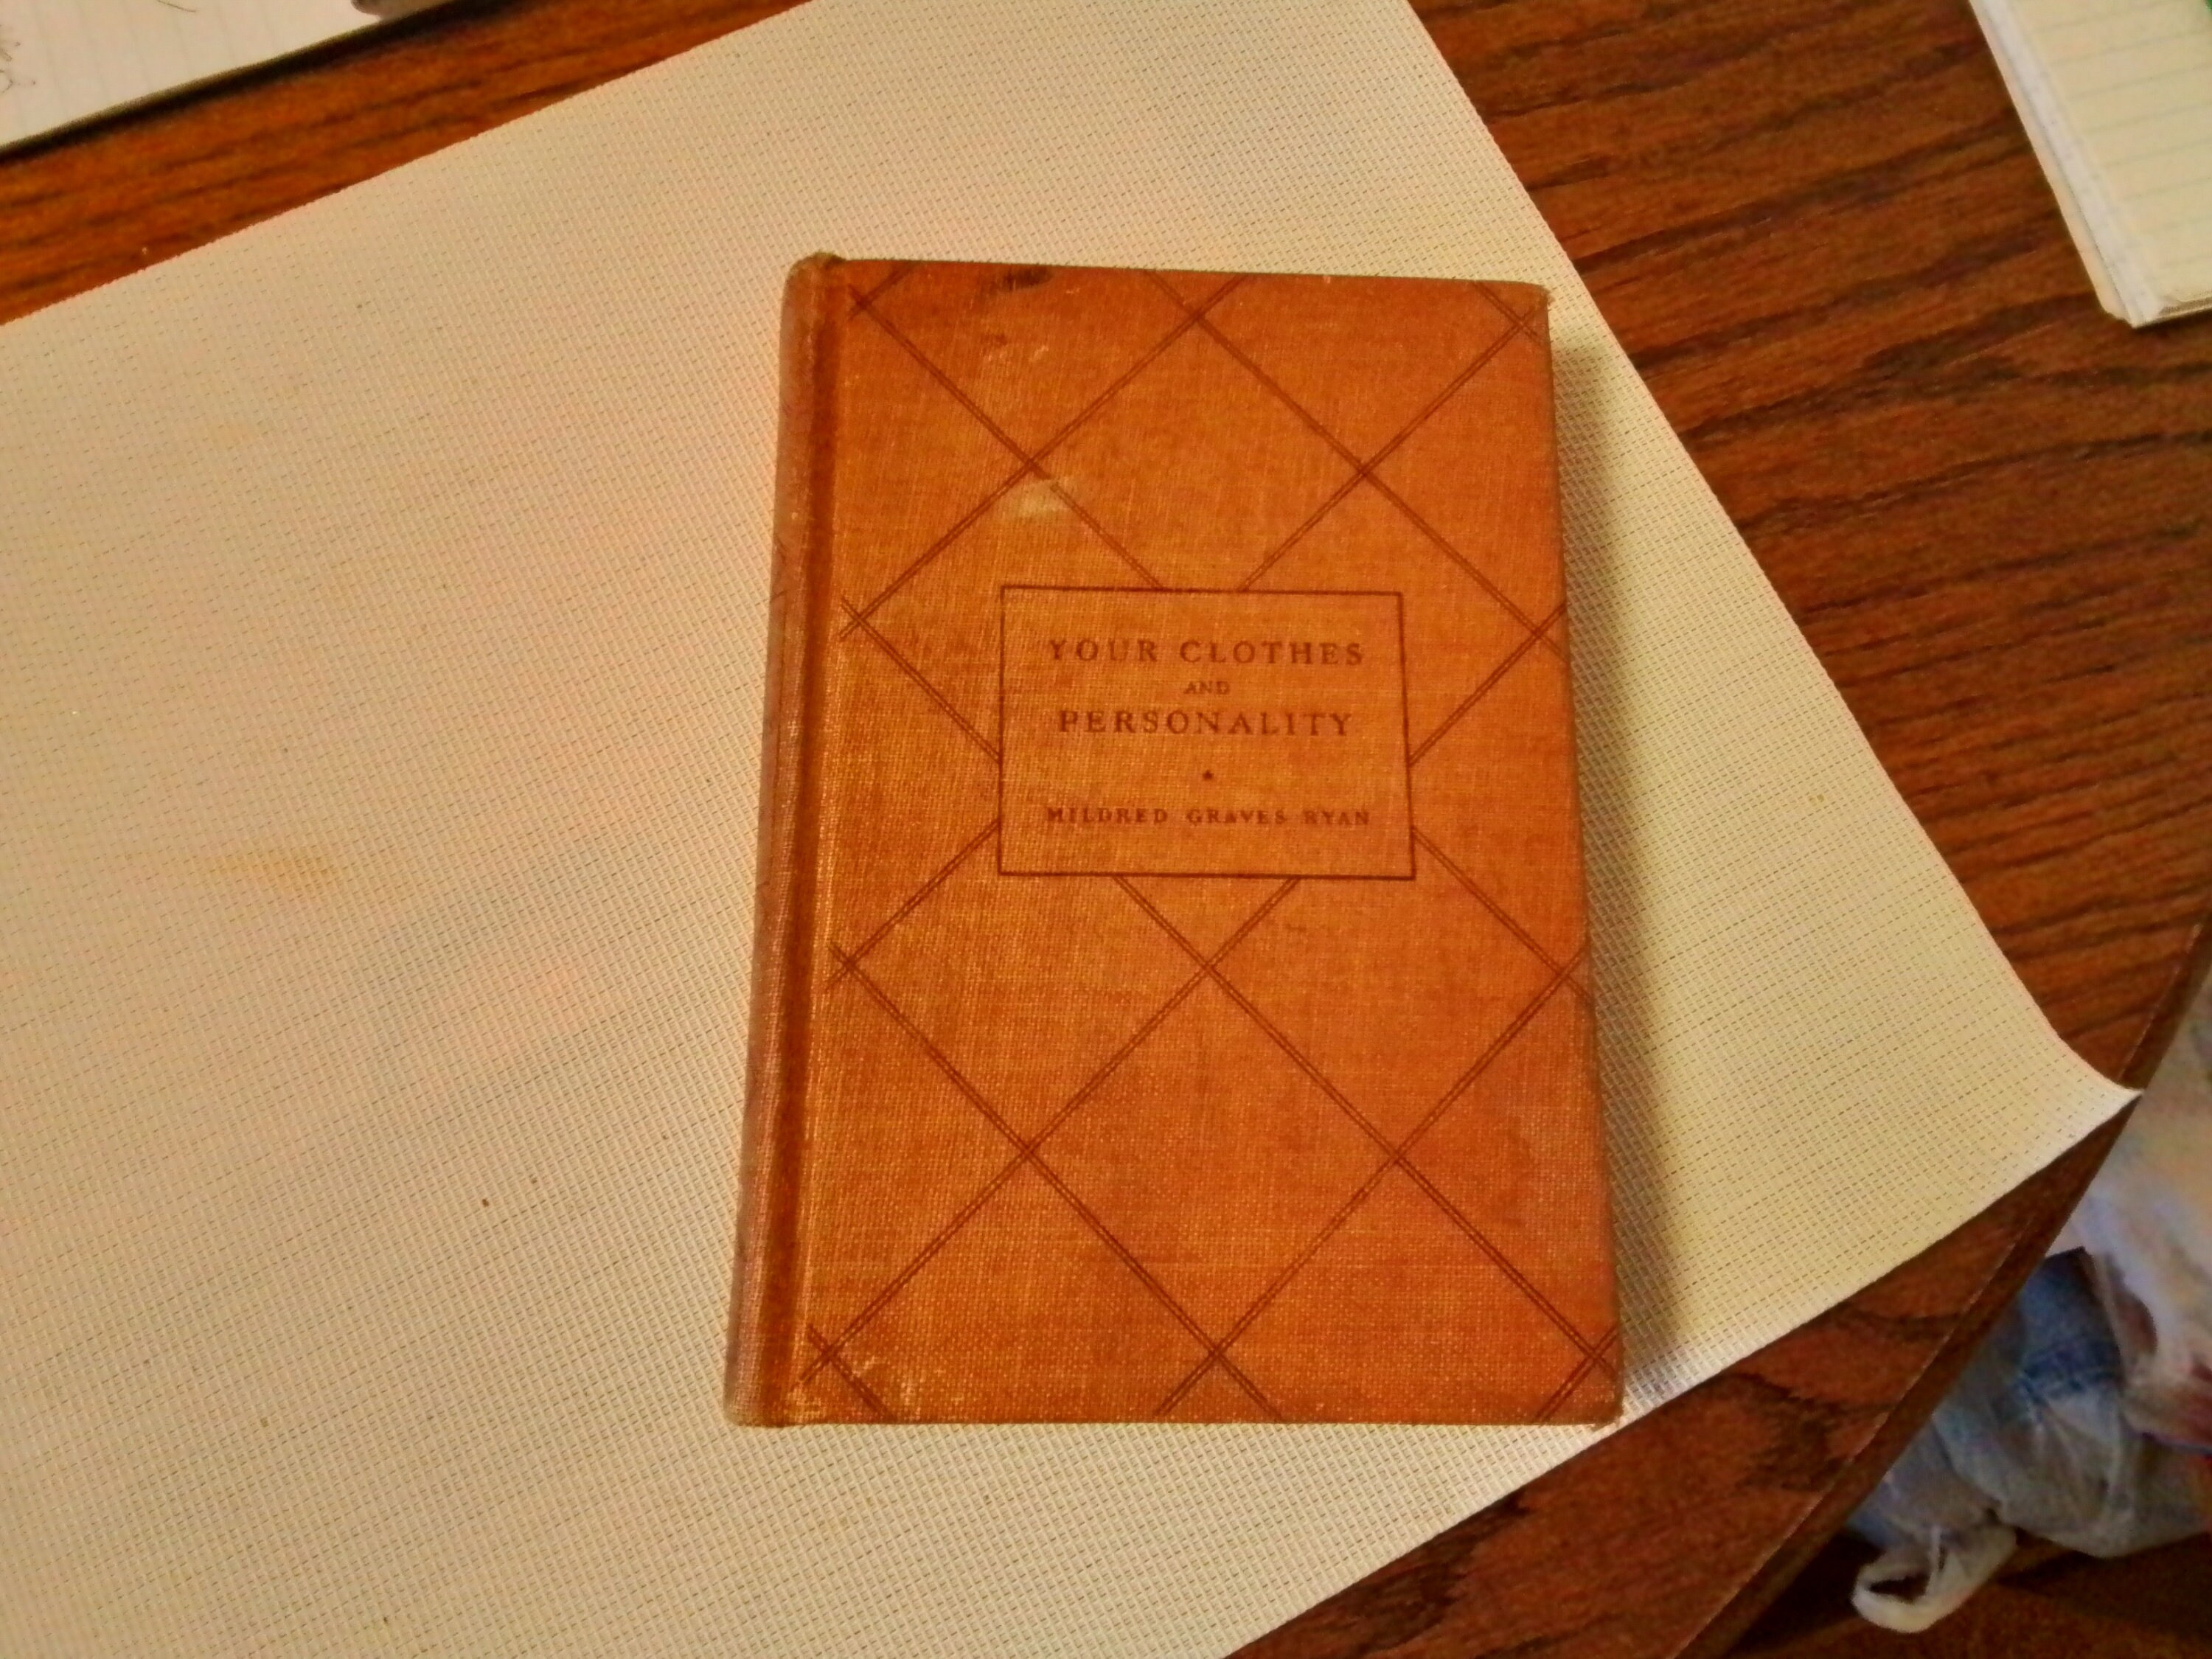 YOUR CLOTHES
AND
PERSONALITY
MILDRED GRAVES RYAN